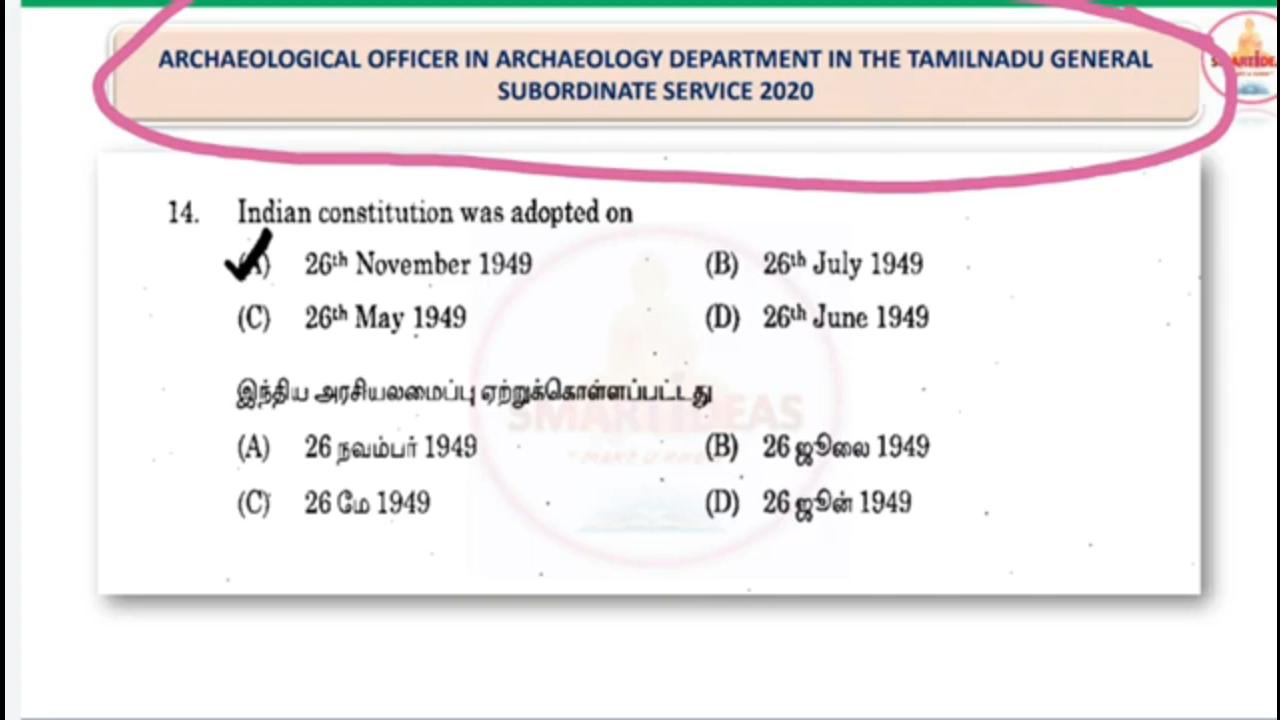 ARCHAEOLOGICAL OFFICER IN ARCHAEOLOGY DEPARTMENT IN THE TAMILNADU GENERAL
SUBORDINATE SERVICE 2020
14. Indian constitution was adopted on
(A) 26th November 1949 (B) 26th July 1949
(C) 26th May 1949 (D) 26th June 1949
இந்திய அரசியலமைப்பு ஏற்றுக்கொள்ளப்பட்டது
SMART IDEAS
(A) 26 நவம்பர் 1949 (B) 26 ஜூலை 1949
(C) 26 மே 1949 (D) 26 ஜூன் 1949